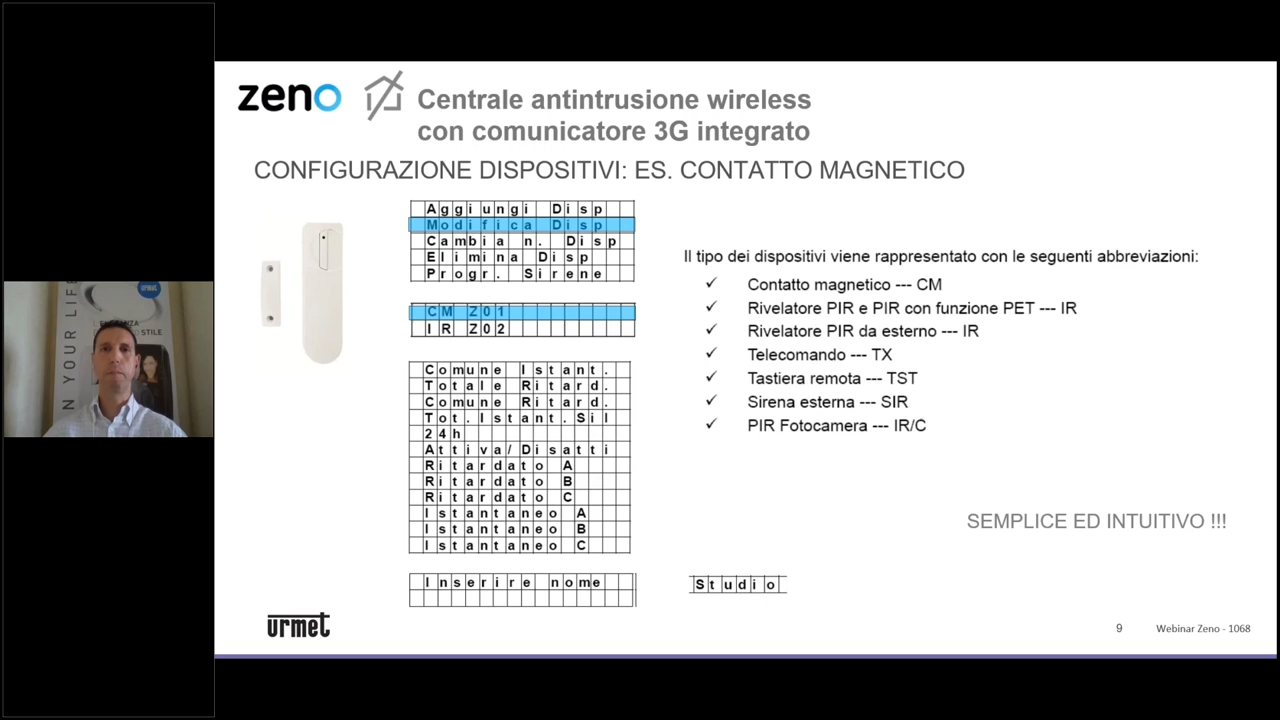 zeno
Centrale antintrusione wireless
con comunicatore 3G integrato
CONFIGURAZIONE DISPOSITIVI: ES. CONTATTO MAGNETICO
Aggiungi Disp
Modifica Disp
Cambia n. Disp
Elimina Disp
Progr. Sirene
CM Z01
IR Z02
Comune Istant.
Totale Ritard.
Comune Ritard.
Tot.Istant.Sil
24h
Attiva/Disatti
Ritardato A
Ritardato B
Ritardato C
Istantaneo A
Istantaneo B
Istantaneo C
Inserire nome
Studio
Il tipo dei dispositivi viene rappresentato con le seguenti abbreviazioni:
✓ Contatto magnetico --- CM
✓ Rivelatore PIR e PIR con funzione PET --- IR
✓ Rivelatore PIR da esterno --- IR
✓ Telecomando --- TX
✓ Tastiera remota --- TST
✓ Sirena esterna --- SIR
✓ PIR Fotocamera --- IR/C
SEMPLICE ED INTUITIVO !!!
urmet
9
Webinar Zeno - 1068
URMET
N YOUR LIFE
STILE